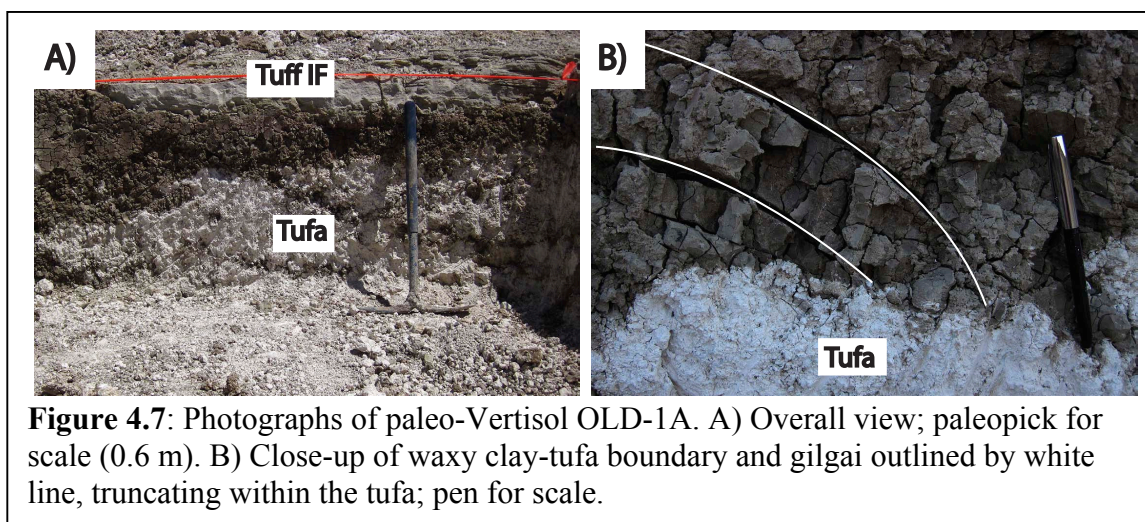 A)
Tuff IF
Tufa
B)
Tufa
Figure 4.7: Photographs of paleo-Vertisol OLD-1A. A) Overall view; paleopick for
scale (0.6 m). B) Close-up of waxy clay-tufa boundary and gilgai outlined by white
line, truncating within the tufa; pen for scale.